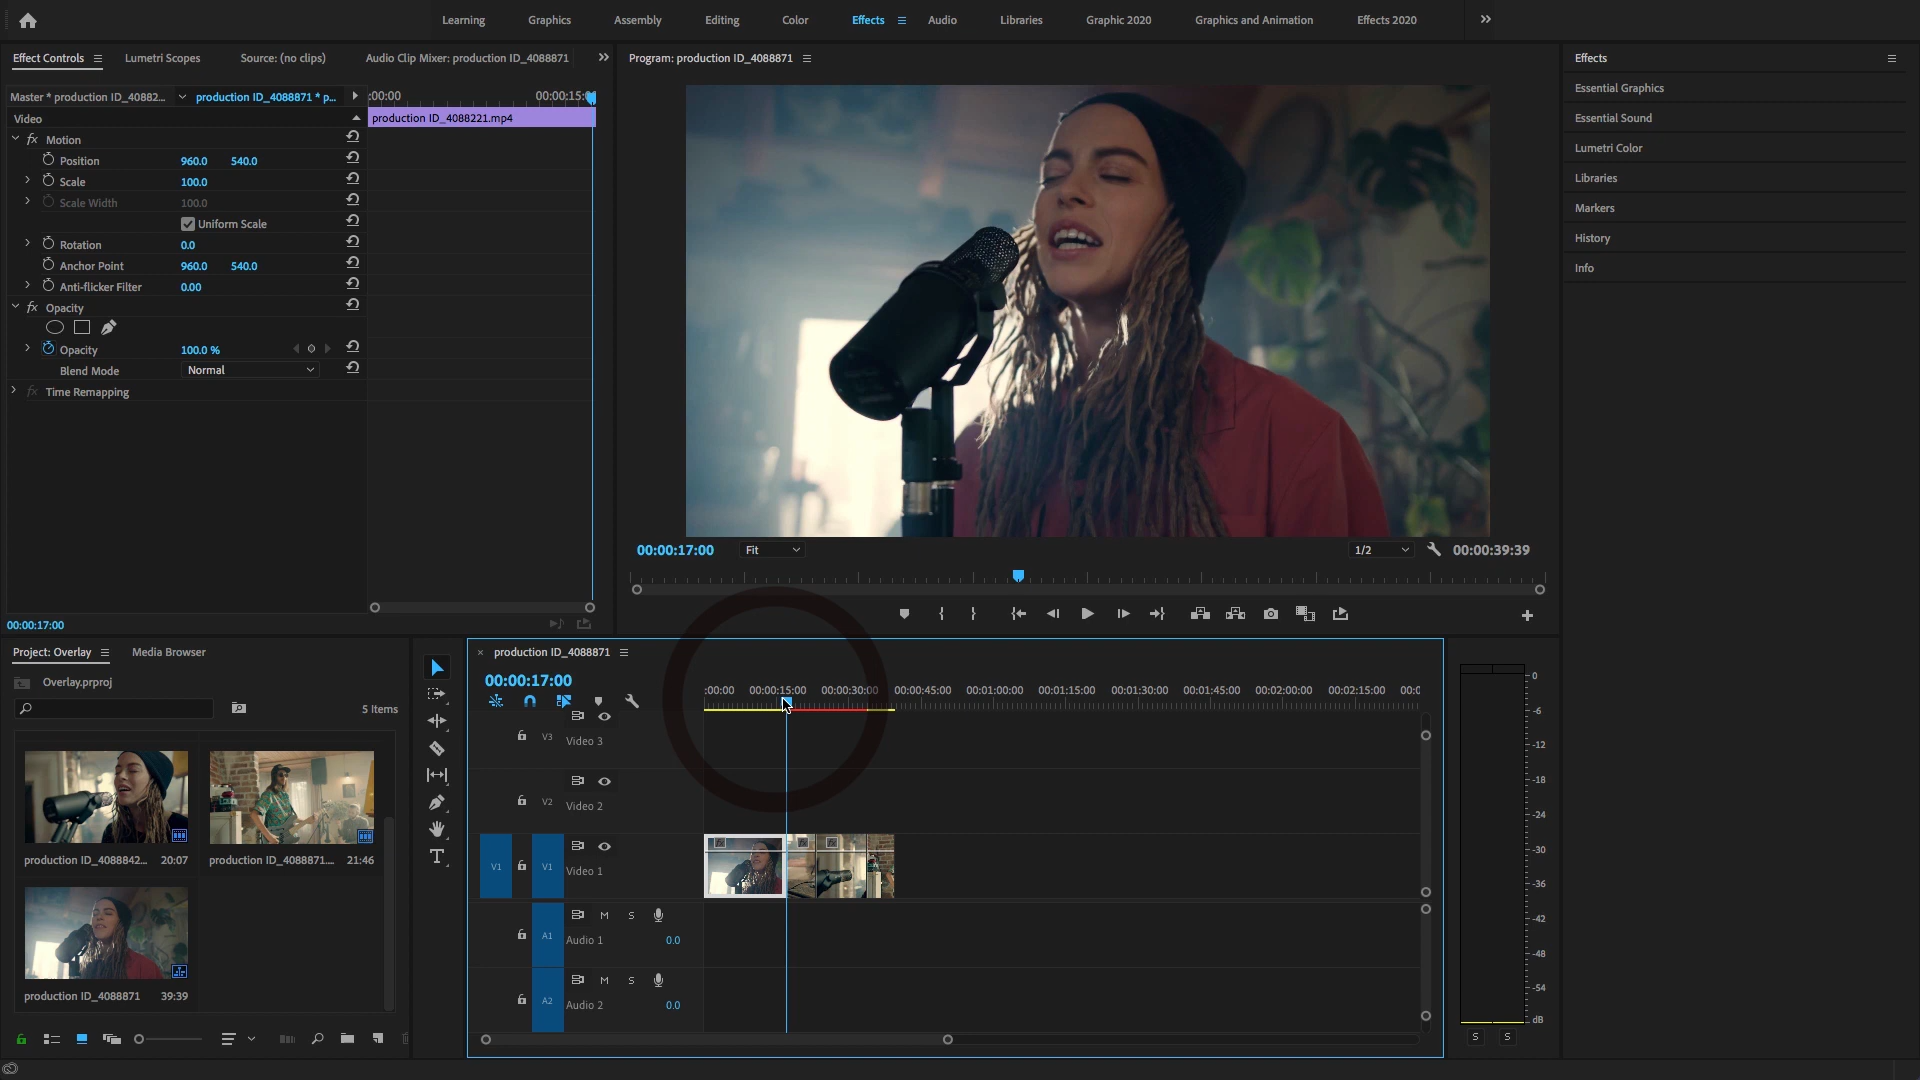 Learning Graphics Assembly Editing Color Effects Audio Libraries Graphic 2020 Graphics and Animation Effects 2020
Effect Controls Lumetri Scopes Source: (no clips) Audio Clip Mixer: production ID_4088871
Master * production ID_40882... production ID_4088871 * p...
:00:00 00:00:15:0
Video
production ID_4088221.mp4
fx Motion
Position 960.0 540.0
Scale 100.0
Scale Width 100.0
Uniform Scale
Rotation 0.0
Anchor Point 960.0 540.0
Anti-flicker Filter 0.00
fx Opacity
Opacity 100.0 %
Blend Mode Normal
fx Time Remapping
00:00:17:00
Program: production ID_4088871
00:00:17:00 Fit 1/2 00:00:39:39
Effects
Essential Graphics
Essential Sound
Lumetri Color
Libraries
Markers
History
Info
Project: Overlay Media Browser
Overlay.prproj
5 Items
production ID_4088842... 20:07
production ID_4088871.... 21:46
production ID_4088871 39:39
× production ID_4088871
00:00:17:00
:00:00 00:00:15:00 00:00:30:00 00:00:45:00 00:01:00:00 00:01:15:00 00:01:30:00 00:01:45:00 00:02:00:00 00:02:15:00 00:0
V3 Video 3
V2 Video 2
V1 V1 Video 1
M S
A1 Audio 1 0.0
M S
A2 Audio 2 0.0
0
-6
-12
-18
-24
-30
-36
-42
-48
-54
dB
S S